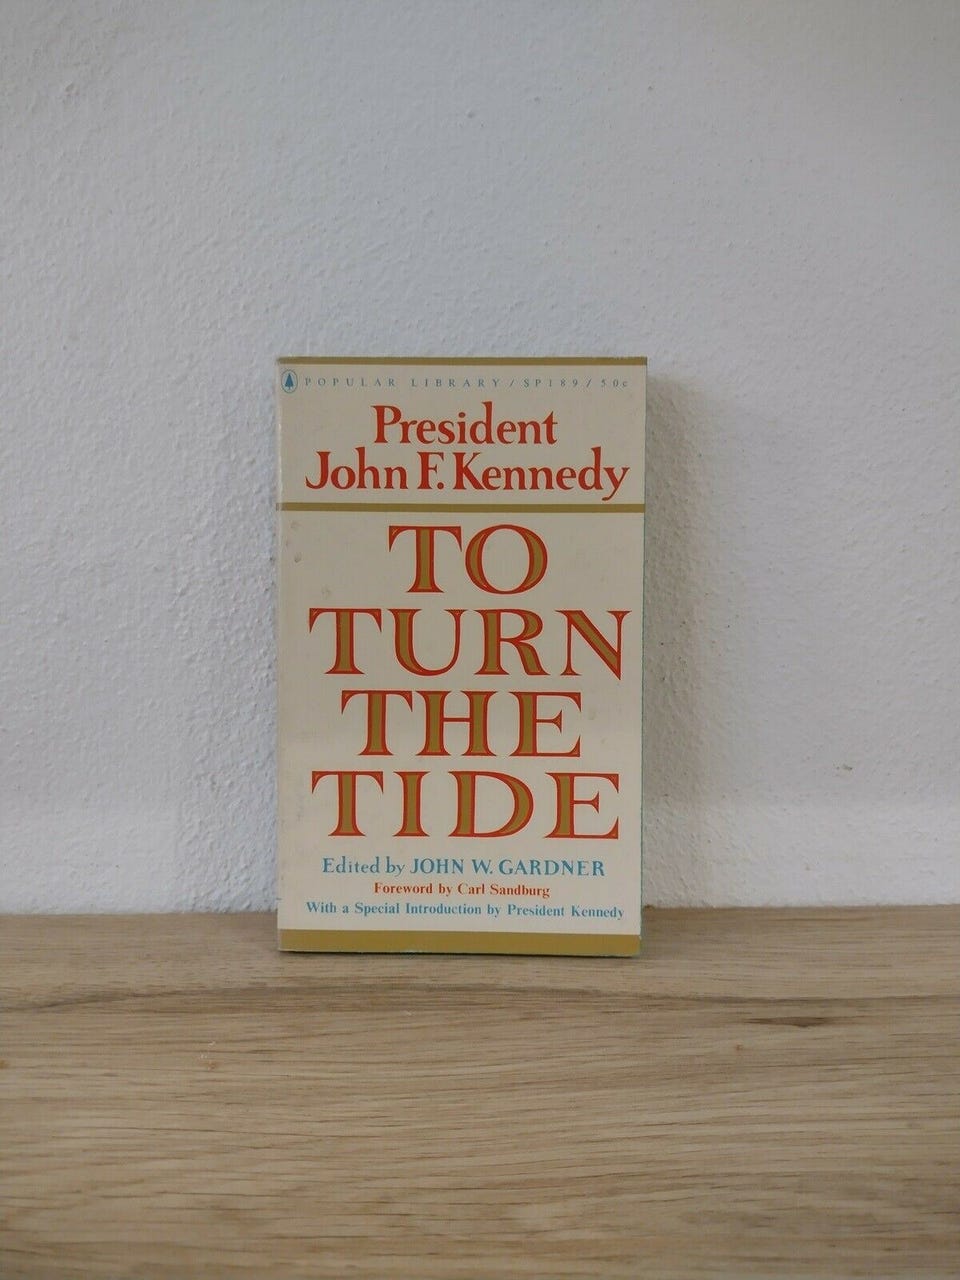 POPULAR LIBRARY / SP189 / 50c
President
John F. Kennedy
TO
TURN
THE
TIDE
Edited by JOHN W. GARDNER
Foreword by Carl Sandburg
With a Special Introduction by President Kennedy